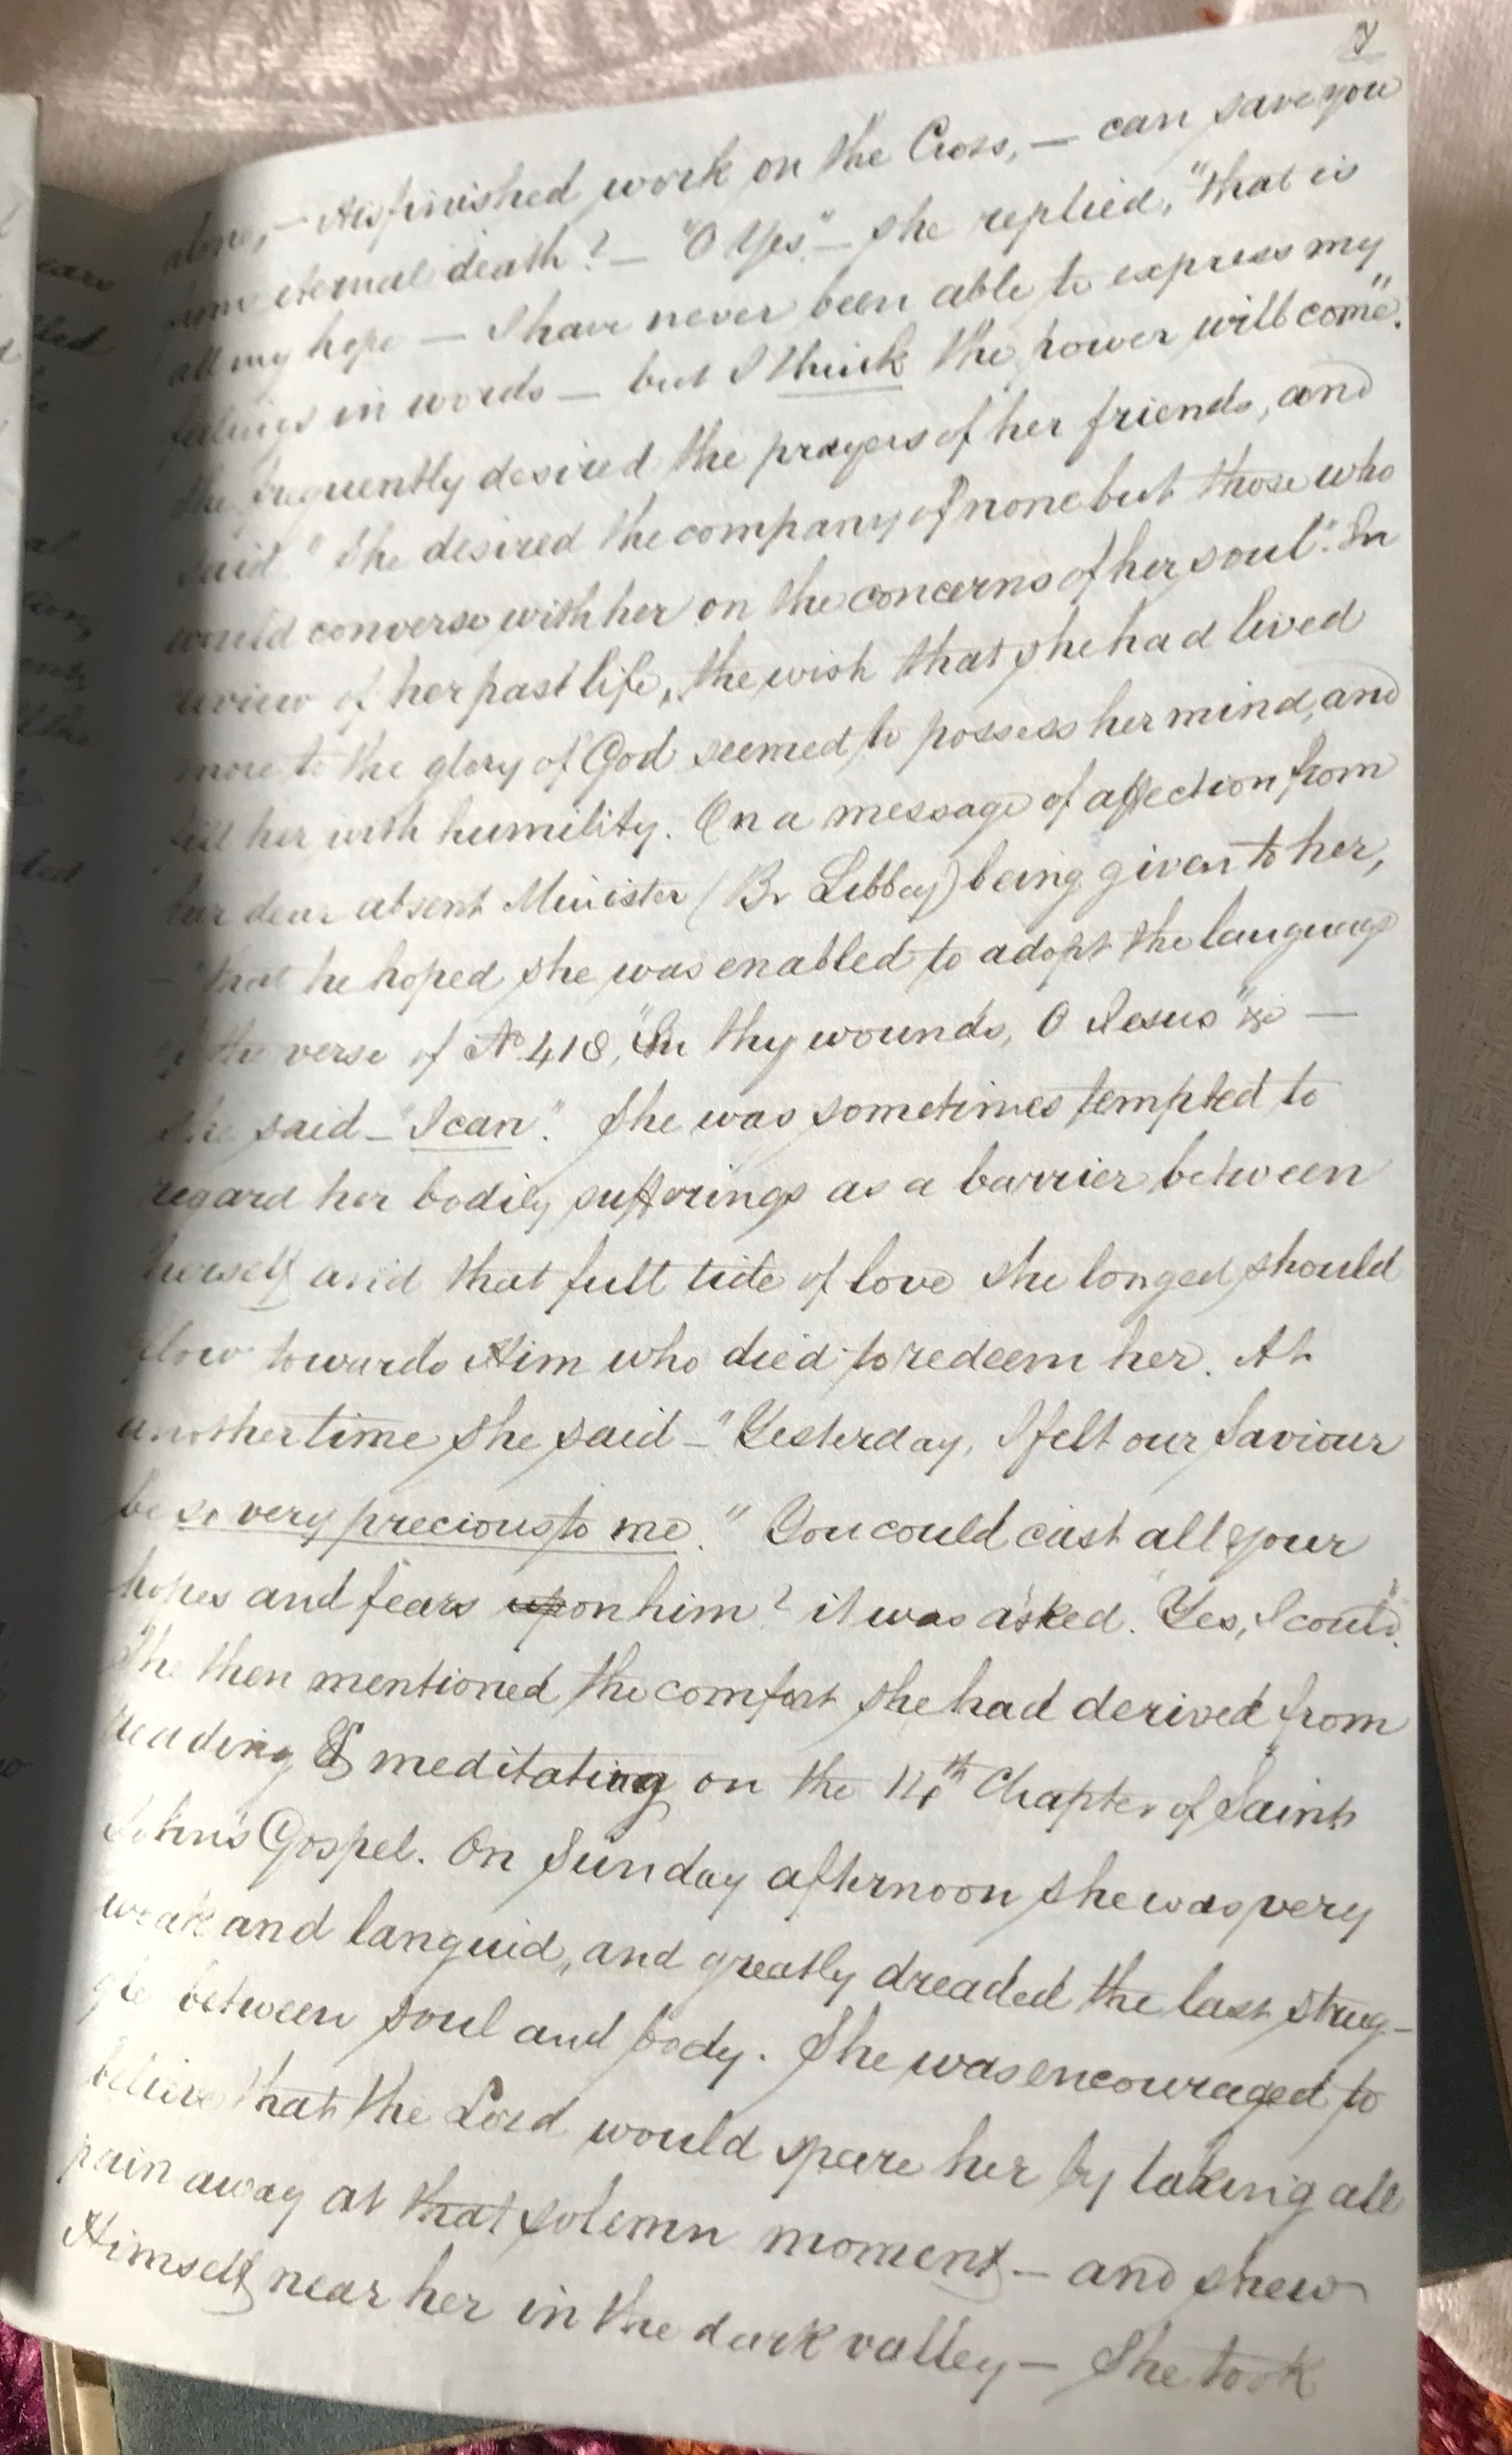 alone, — His finished work on the Cross, — can save you
from eternal death? — "O Yes" — she replied, "that is
all my hope — I have never been able to express my
feelings in words — but I think the power will come."
She frequently desired the prayers of her friends, and
said "She desired the company of none but those who
would converse with her on the concerns of her soul". In
review of her past life, the wish that she had lived
more to the glory of God seemed to possess her mind, and
fill her with humility. On a message of affection from
her dear absent Minister (Br Libbey) being given to her,
— "that he hoped she was enabled to adopt the language
of the verse of No 418, "In thy wounds, O Jesus" &c —
She said — "I can". She was sometimes tempted to
regard her bodily sufferings as a barrier between
herself and that full tide of love she longed should
flow towards Him who died to redeem her. At
another time she said — "Yesterday, I felt our Saviour
be so very precious to me." You could cast all your
hopes and fears upon him? it was asked. "Yes, I could".
She then mentioned the comfort she had derived from
reading & meditating on the 14th Chapter of Saint
John's Gospel. On Sunday afternoon she was very
weak and languid, and greatly dreaded the last strug-
gle between soul and body. She was encouraged to
believe that the Lord would spare her by taking all
pain away at that solemn moment — and shew
Himself near her in the dark valley — She took